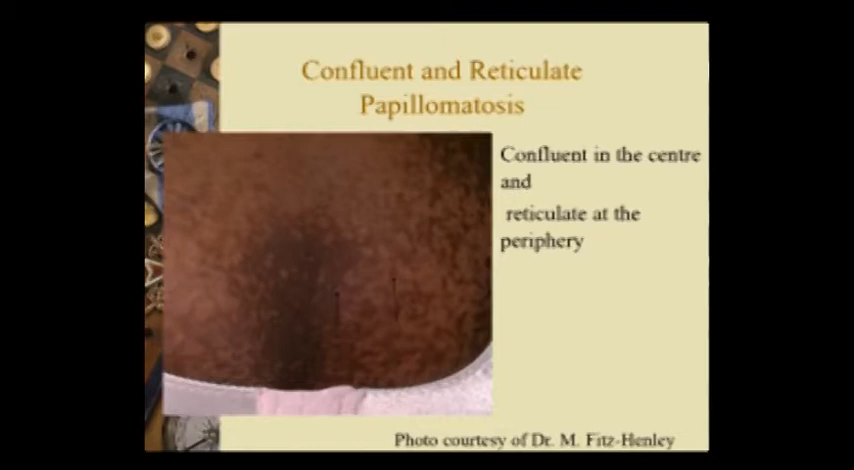 Confluent and Reticulate
Papillomatosis
Confluent in the centre
and
reticulate at the
periphery
Photo courtesy of Dr. M. Fitz-Henley